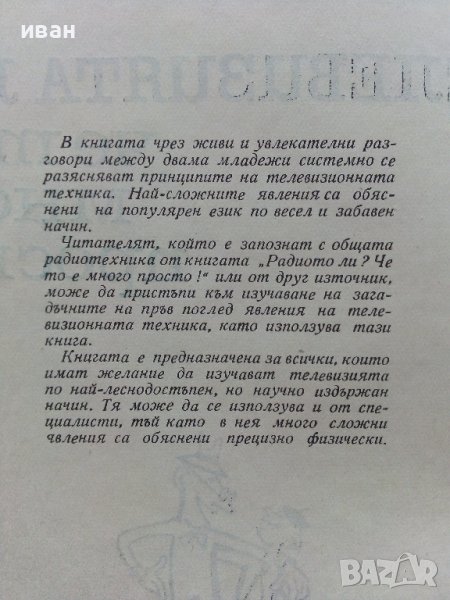 иван
В книгата чрез живи и увлекателни раз-
говори между двама младежи системно се
разясняват принципите на телевизионната
техника. Най-сложните явления са обяс-
нени на популярен език по весел и забавен
начин.
Читателят, който е запознат с общата
радиотехника от книгата „Радиото ли? Че
то е много просто!“ или от друг източник,
може да пристъпи към изучаване на зага-
дъчните на пръв поглед явления на теле-
визионната техника, като използува тази
книга.
Книгата е предназначена за всички, които
имат желание да изучават телевизията
по най-леснодостъпен, но научно издържан
начин. Тя може да се използува и от спе-
циалисти, тъй като в нея много сложни
явления са обяснени прецизно физически.
BAZAR